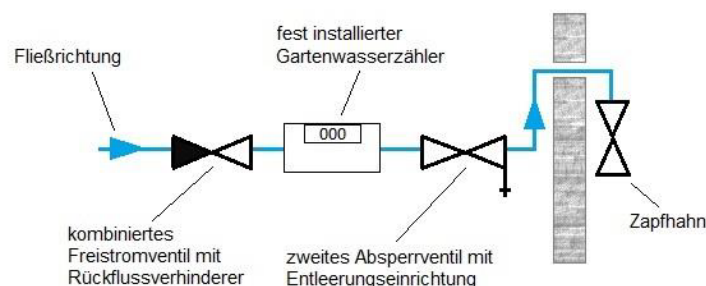 fest installierter
Gartenwasserzähler
Fließrichtung
000
Zapfhahn
kombiniertes
Freistromventil mit
Rückflussverhinderer
zweites Absperrventil mit
Entleerungseinrichtung